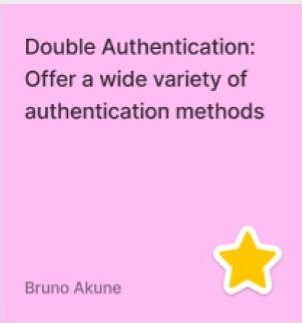 Double Authentication:
Offer a wide variety of
authentication methods
Bruno Akune